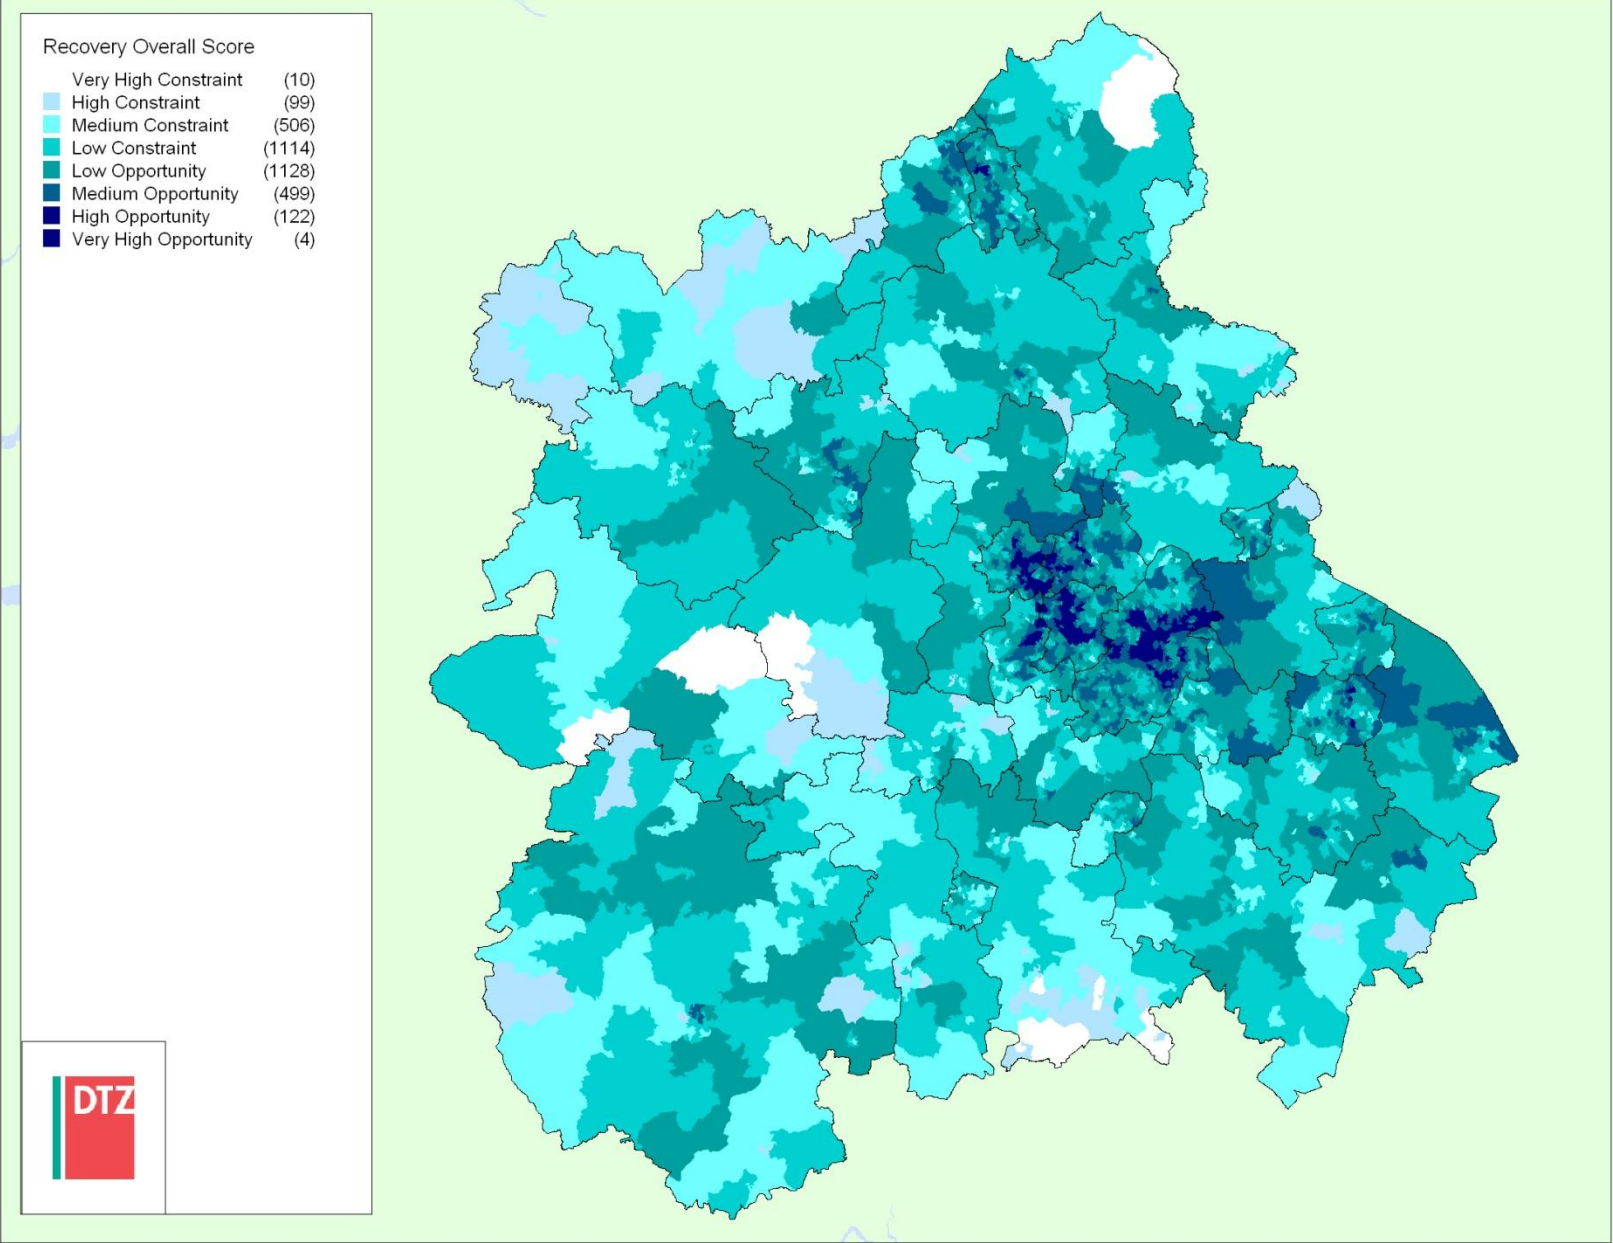 Recovery Overall Score
Very High Constraint (10)
High Constraint (99)
Medium Constraint (506)
Low Constraint (1114)
Low Opportunity (1128)
Medium Opportunity (499)
High Opportunity (122)
Very High Opportunity (4)
DTZ